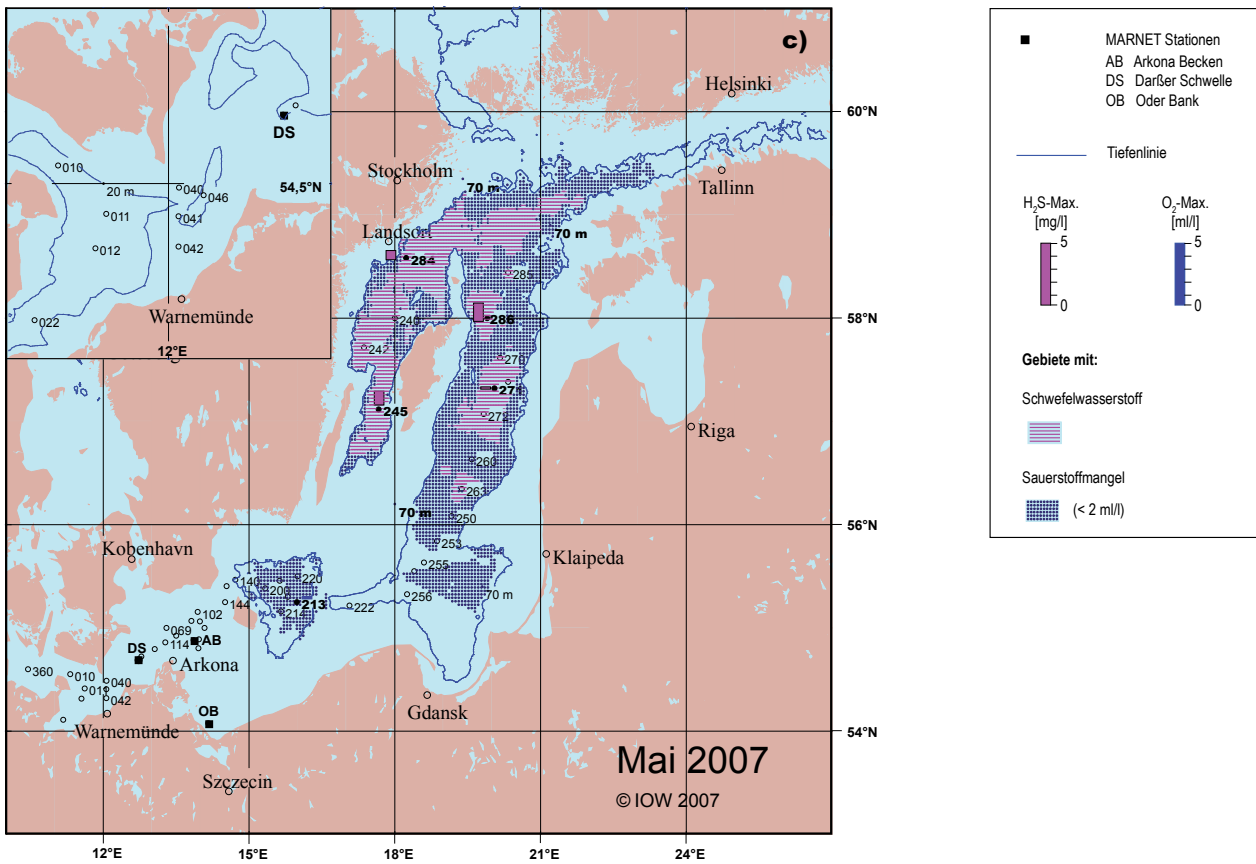 c)
Helsinki
60°N
DS
Stockholm
Tallinn
010
20 m
040
54,5°N
046
70 m
011
041
Landsort
70 m
012
042
284
285
Warnemünde
022
240
286
58°N
12°E
242
270
271
245
272
Riga
260
263
70 m
250
56°N
Kobenhavn
253
Klaipeda
255
140
220
200
70 m
256
144
213
222
102
214
069
AB
114
DS
Arkona
360
010
040
011
042
OB
Gdansk
Warnemünde
54°N
Mai 2007
Szczecin
© IOW 2007
12°E
15°E
18°E
21°E
24°E
MARNET Stationen
AB Arkona Becken
DS Darßer Schwelle
OB Oder Bank
Tiefenlinie
H₂S-Max.
[mg/l]
5
0
O₂-Max.
[ml/l]
5
0
Gebiete mit:
Schwefelwasserstoff
Sauerstoffmangel
(< 2 ml/l)